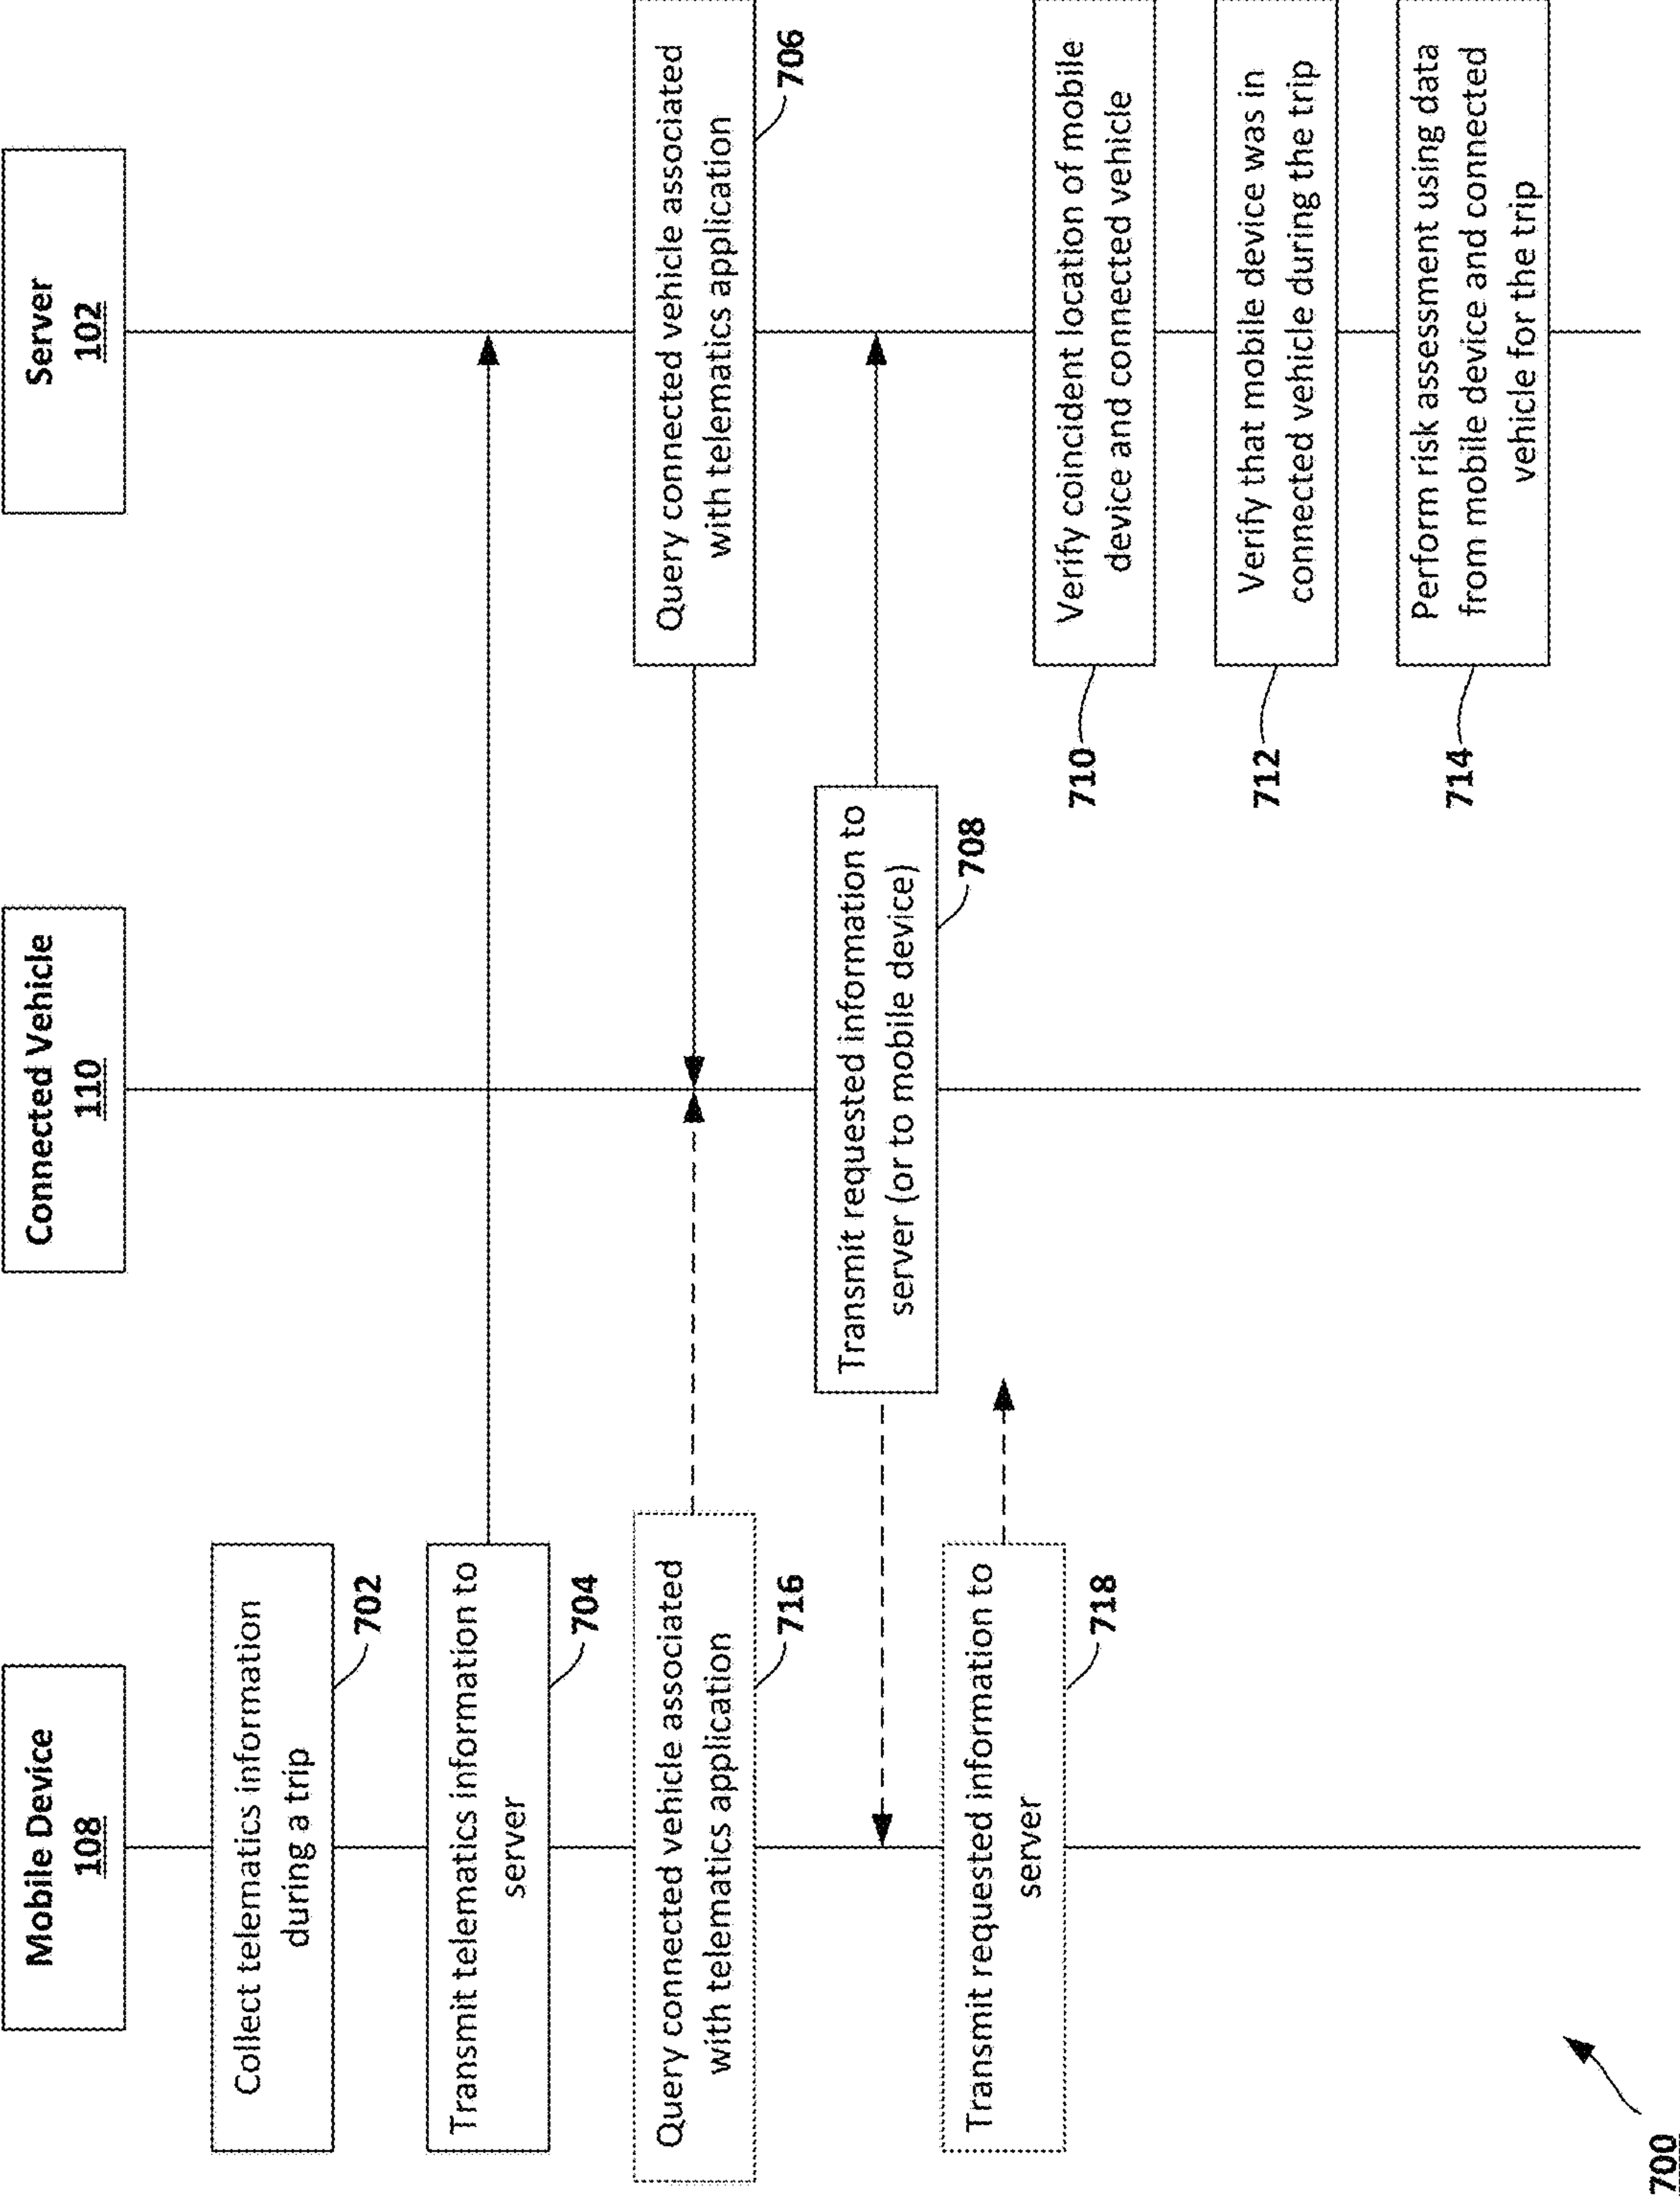 Mobile Device
108
Connected Vehicle
110
Server
102
Collect telematics information
during a trip
702
Transmit telematics information to
server
704
Query connected vehicle associated
with telematics application
716
Query connected vehicle associated
with telematics application
706
Transmit requested information to
server (or to mobile device)
708
Transmit requested information to
server
718
Verify coincident location of mobile
device and connected vehicle
710
Verify that mobile device was in
connected vehicle during the trip
712
Perform risk assessment using data
from mobile device and connected
vehicle for the trip
714
700